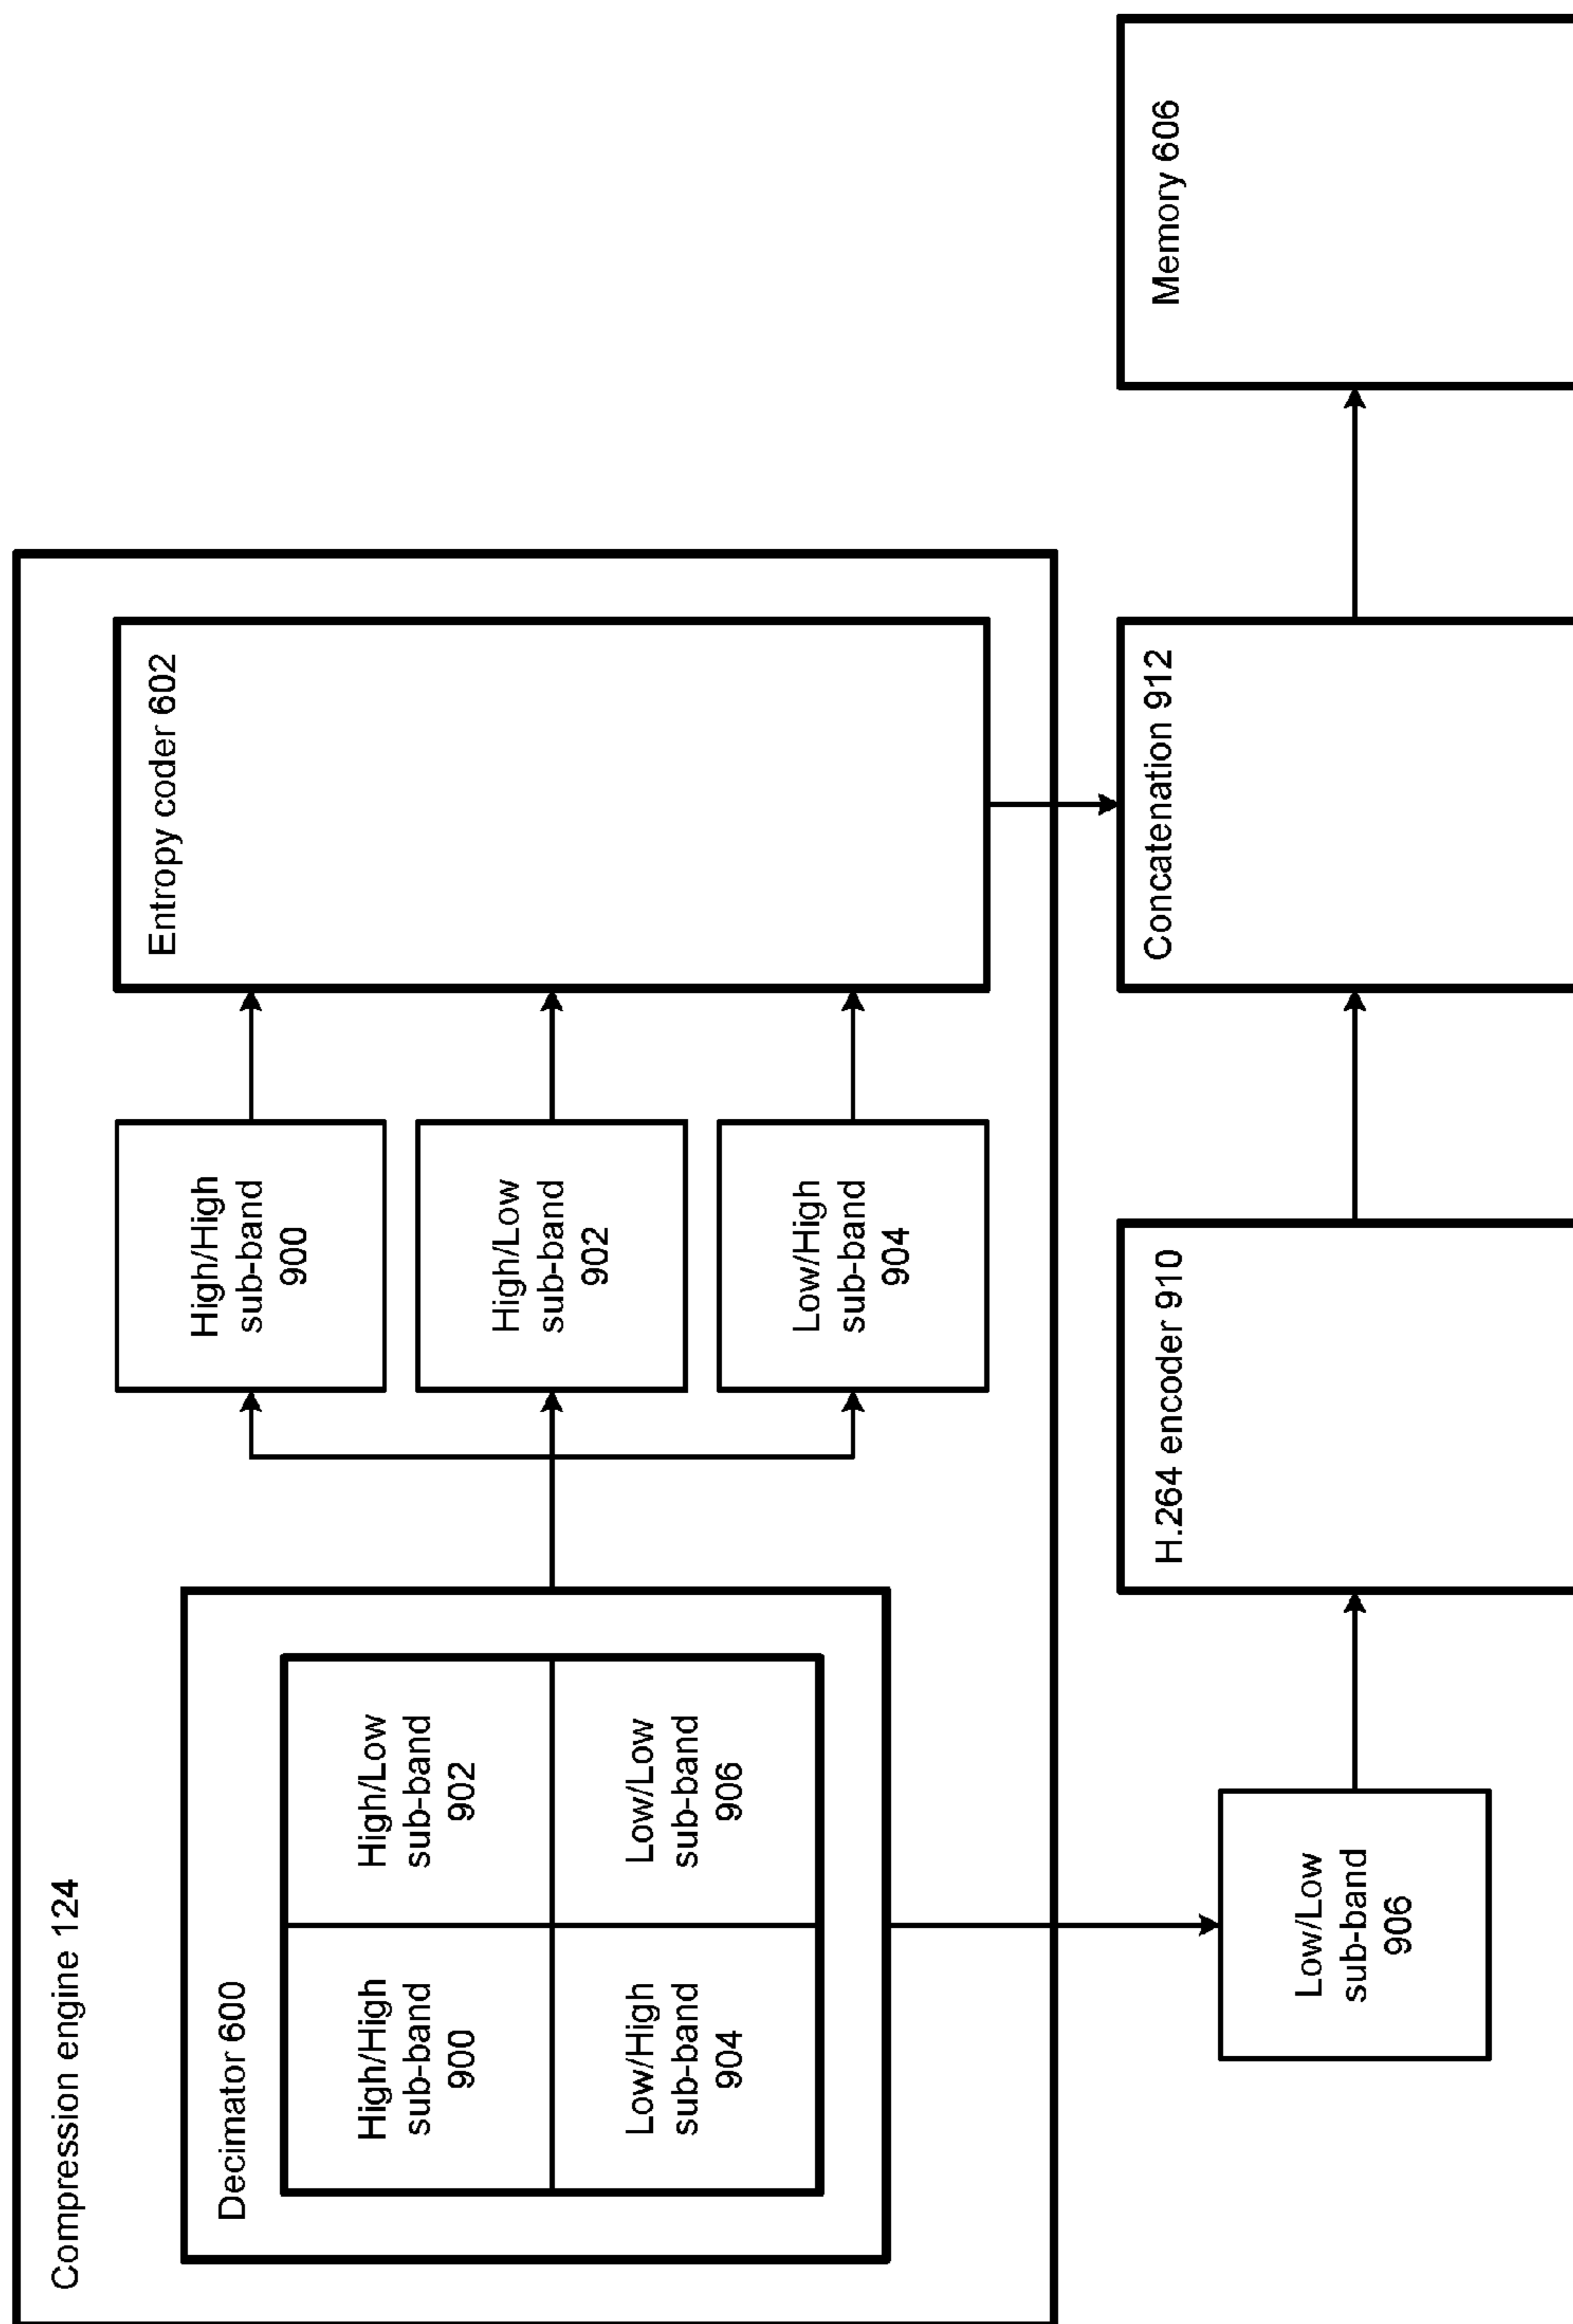 Compression engine 124
Decimator 600
High/High
sub-band
900
High/Low
sub-band
902
Low/High
sub-band
904
Low/Low
sub-band
906
High/High
sub-band
900
High/Low
sub-band
902
Low/High
sub-band
904
Entropy coder 602
Low/Low
sub-band
906
H.264 encoder 910
Concatenation 912
Memory 606